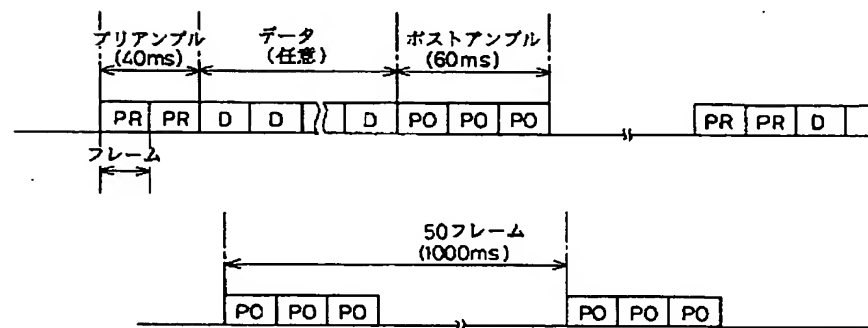 プリアンプル データ ポストアンプル
(40ms) (任意) (60ms)
PR PR D D D PO PO PO PR PR D
フレーム
50フレーム
(1000ms)
PO PO PO PO PO PO